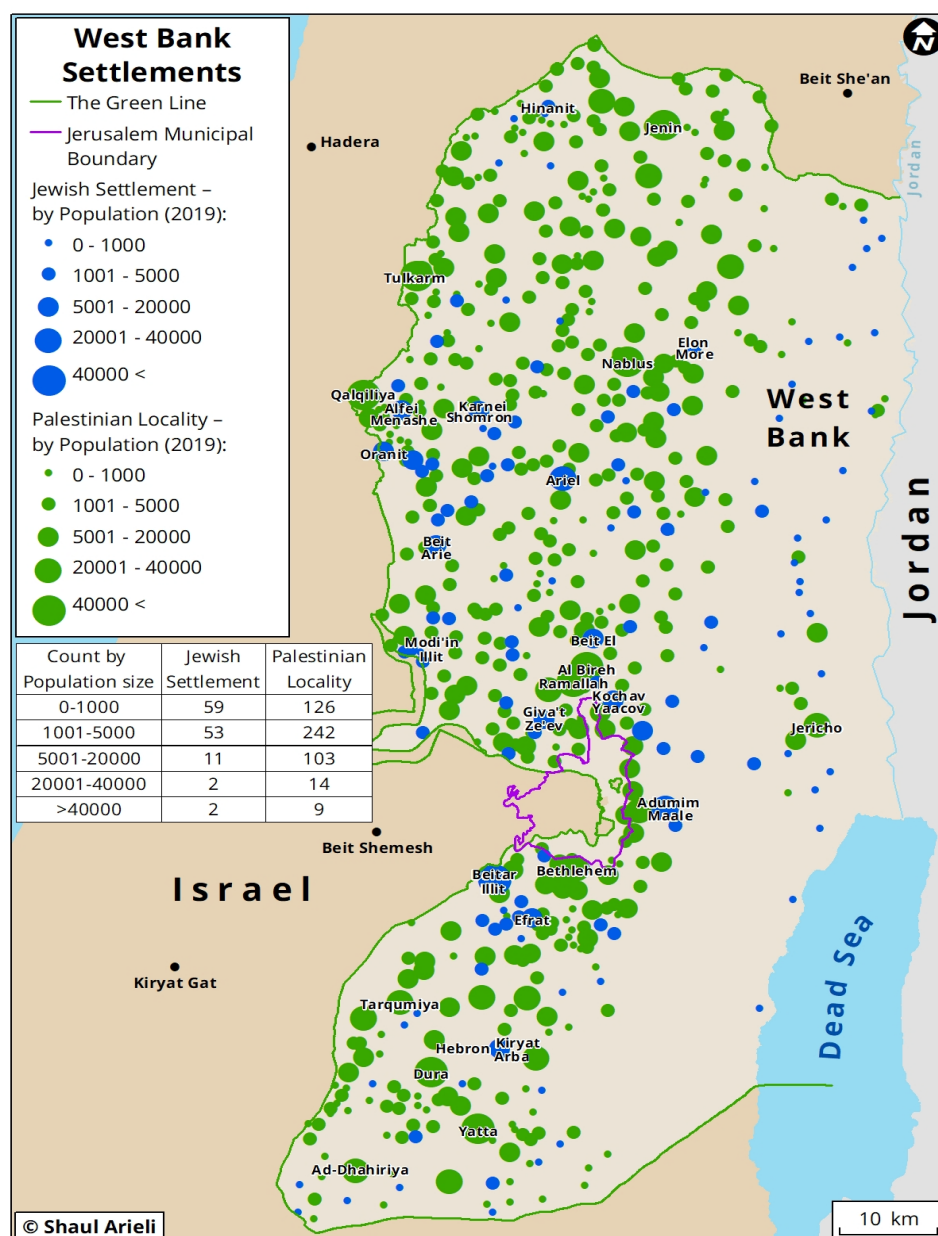 West Bank
Settlements
The Green Line
Jerusalem Municipal
Boundary
Jewish Settlement –
by Population (2019):
0 - 1000
1001 - 5000
5001 - 20000
20001 - 40000
40000 <
Palestinian Locality –
by Population (2019):
0 - 1000
1001 - 5000
5001 - 20000
20001 - 40000
40000 <
Count by Population size Jewish Settlement Palestinian Locality
0-1000 59 126
1001-5000 53 242
5001-20000 11 103
20001-40000 2 14
>40000 2 9
N
Beit She'an
Hinanit
Jenin
Hadera
Jordan
Tulkarm
Elon
More
Nablus
Qalqiliya
Alfei
Menashe
Karnei
Shomron
West
Bank
Oranit
Ariel
Beit
Arie
Jordan
Modi'in
Illit
Beit El
Al Bireh
Ramallah
Kochav
Yaacov
Giva't
Ze'ev
Jericho
Adumim
Maale
Beit Shemesh
Israel
Bethlehem
Beitar
Illit
Efrat
Dead Sea
Kiryat Gat
Tarqumiya
Hebron
Kiryat
Arba
Dura
Yatta
Ad-Dhahiriya
© Shaul Arieli
10 km